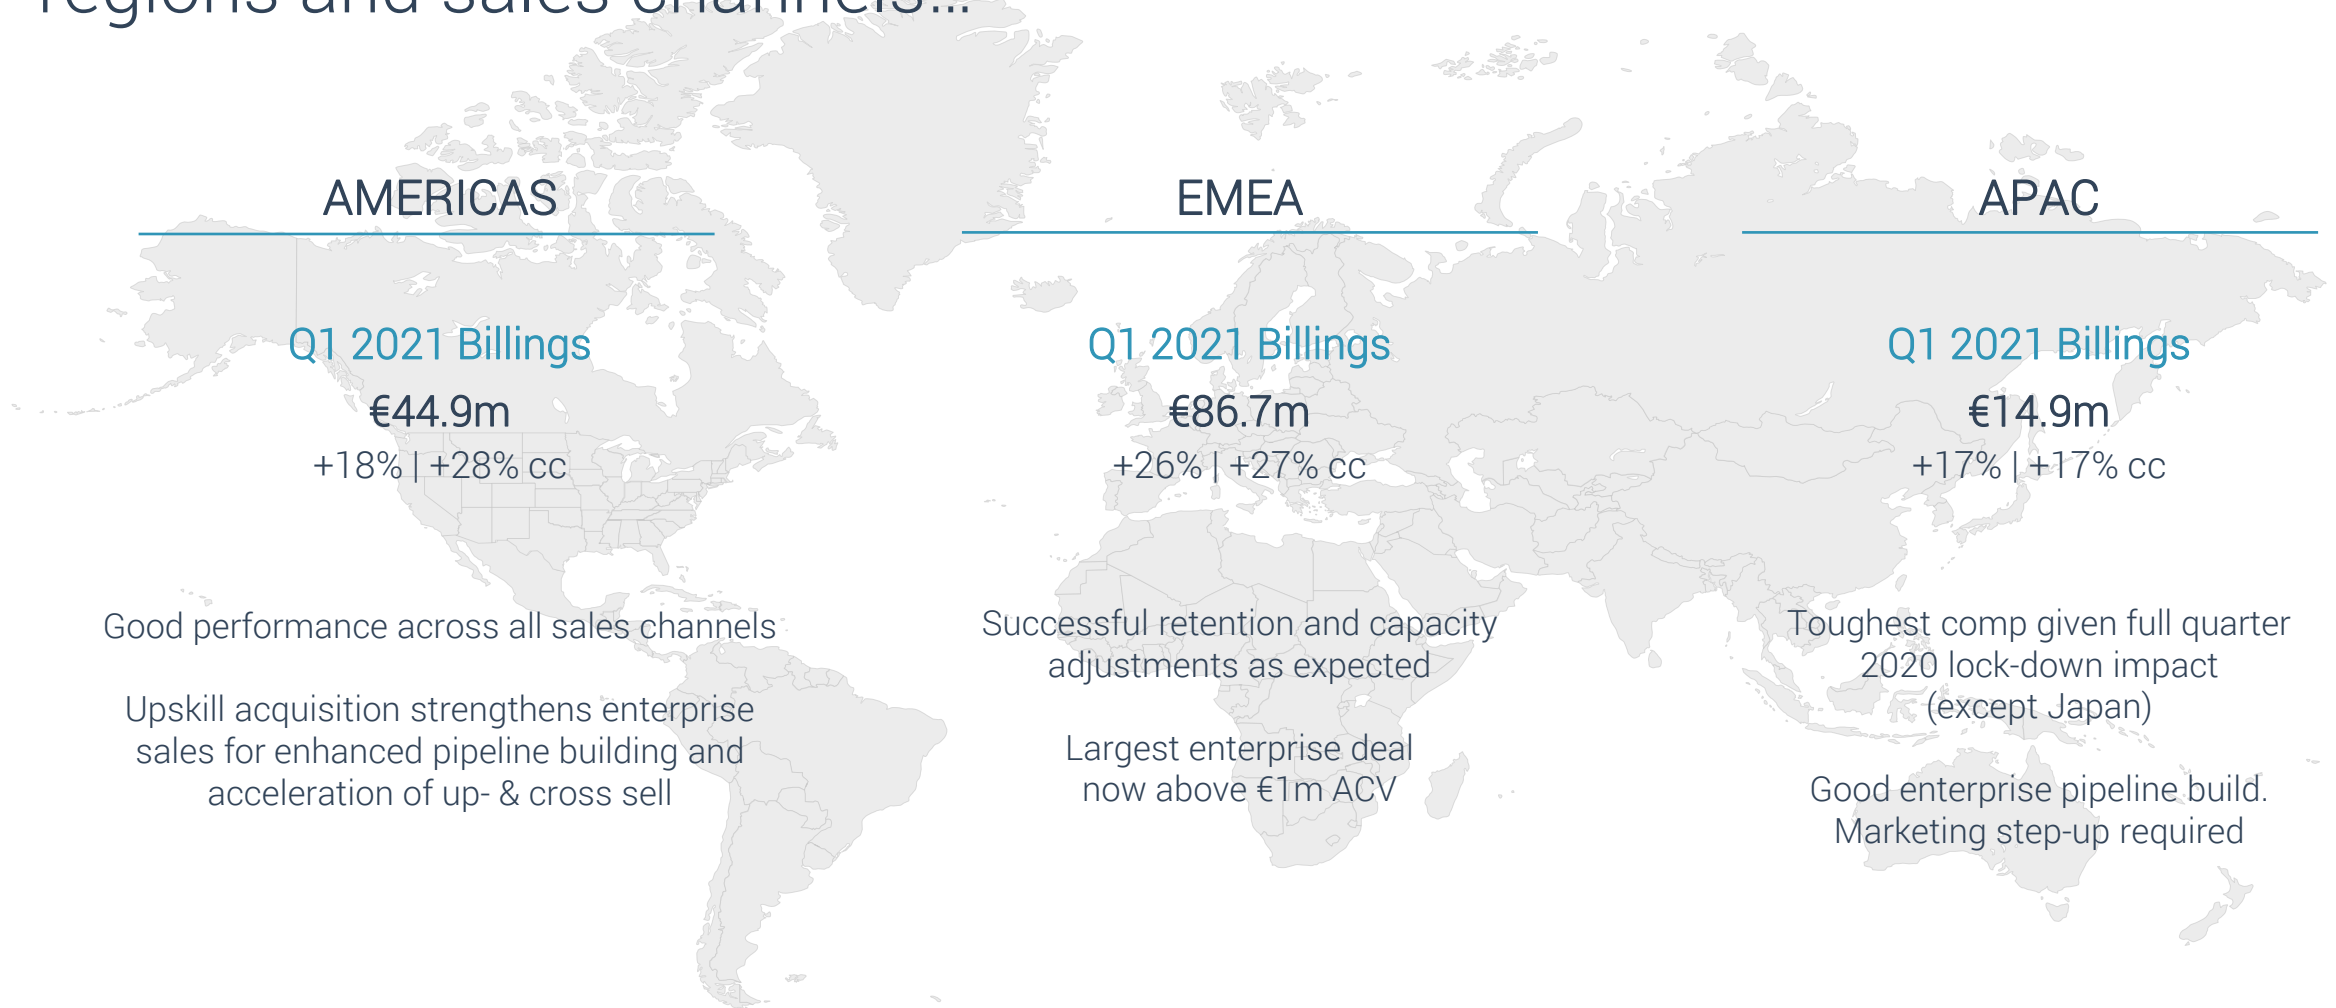 regions and sales channels...
AMERICAS
Q1 2021 Billings
€44.9m
+18% | +28% cc
Good performance across all sales channels
Upskill acquisition strengthens enterprise
sales for enhanced pipeline building and
acceleration of up- & cross sell
EMEA
Q1 2021 Billings
€86.7m
+26% | +27% cc
Successful retention and capacity
adjustments as expected
Largest enterprise deal
now above €1m ACV
APAC
Q1 2021 Billings
€14.9m
+17% | +17% cc
Toughest comp given full quarter
2020 lock-down impact
(except Japan)
Good enterprise pipeline build.
Marketing step-up required